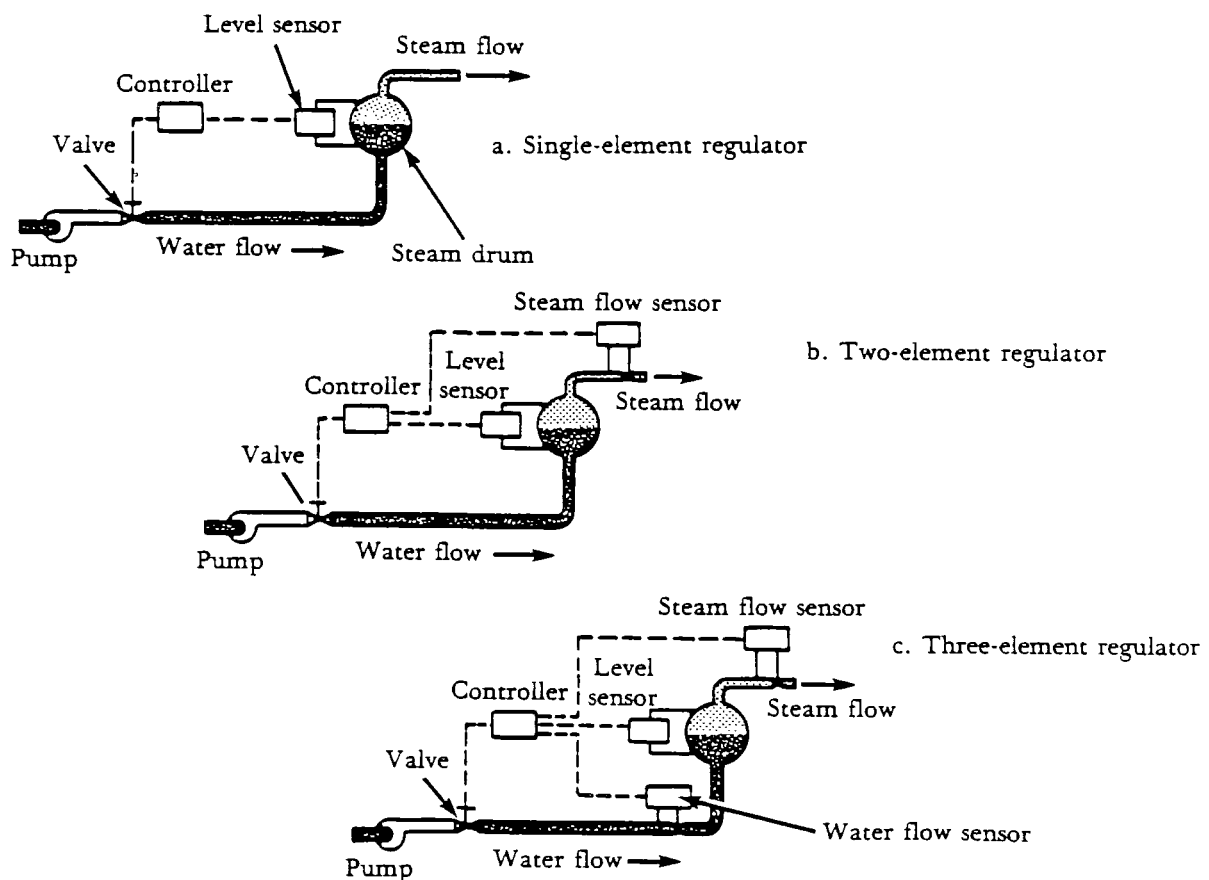 Level sensor
Steam flow
Controller
Valve
a. Single-element regulator
Water flow
Steam drum
Pump
Steam flow sensor
b. Two-element regulator
Level
sensor
Controller
Steam flow
Valve
Water flow
Pump
Steam flow sensor
c. Three-element regulator
Level
sensor
Controller
Steam flow
Valve
Water flow sensor
Water flow
Pump